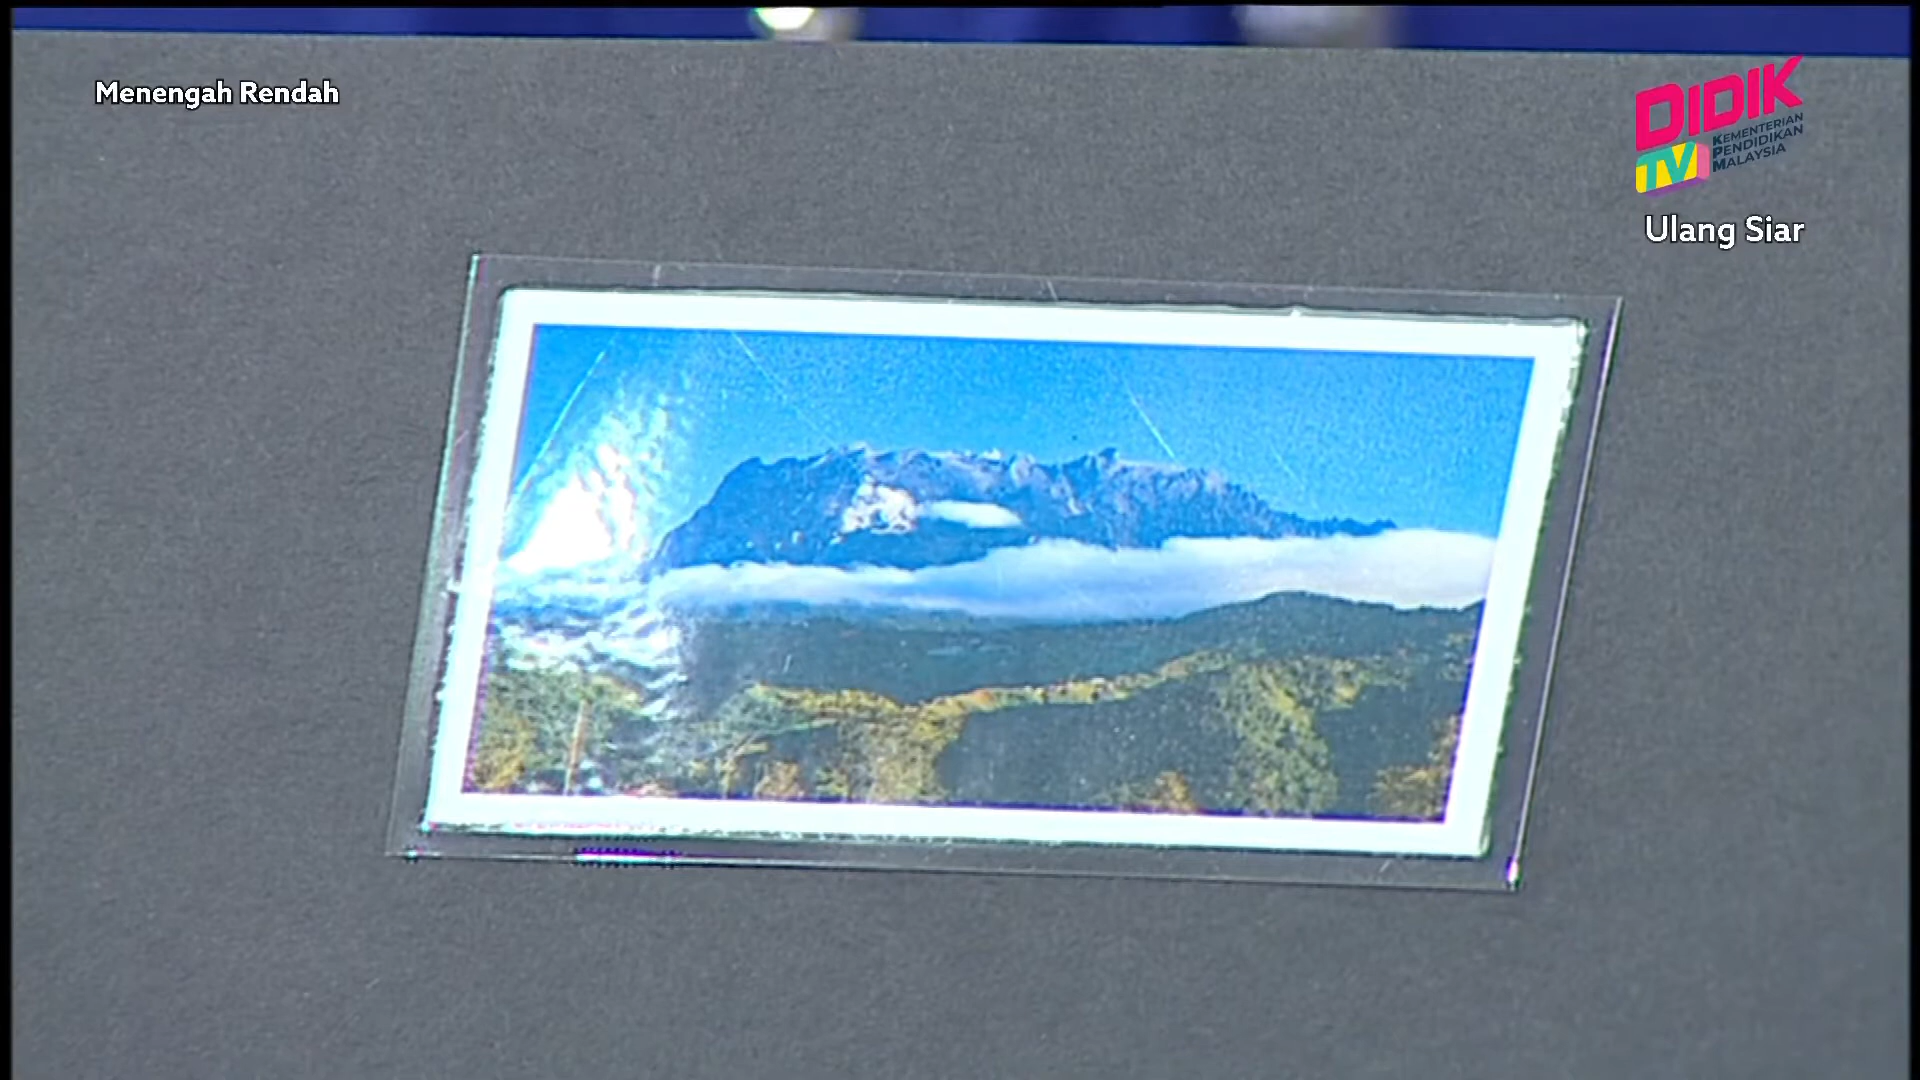 Menengah Rendah
DIDIK
TV
KEMENTERIAN
PENDIDIKAN
MALAYSIA
Ulang Siar